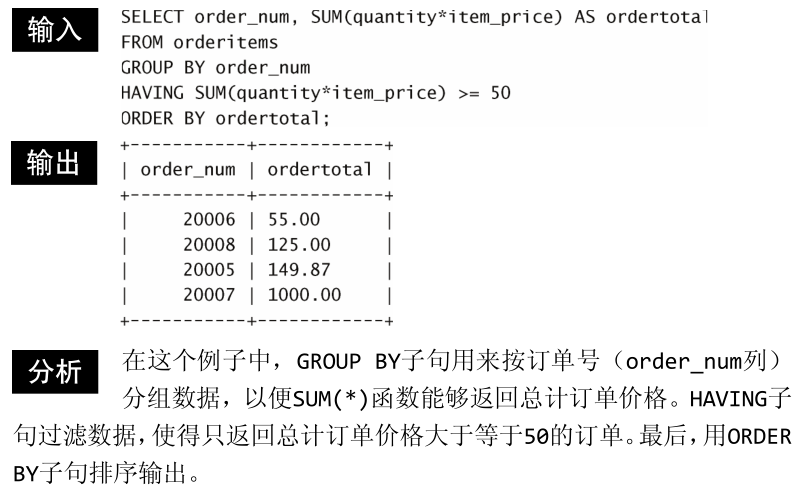 输入
SELECT order_num, SUM(quantity*item_price) AS ordertotal
FROM orderitems
GROUP BY order_num
HAVING SUM(quantity*item_price) >= 50
ORDER BY ordertotal;
输出
+-----------+------------+
| order_num | ordertotal |
+-----------+------------+
|     20006 | 55.00      |
|     20008 | 125.00     |
|     20005 | 149.87     |
|     20007 | 1000.00    |
+-----------+------------+
分析
在这个例子中，GROUP BY子句用来按订单号（order_num列）
分组数据，以便SUM(*)函数能够返回总计订单价格。HAVING子
句过滤数据，使得只返回总计订单价格大于等于50的订单。最后，用ORDER
BY子句排序输出。